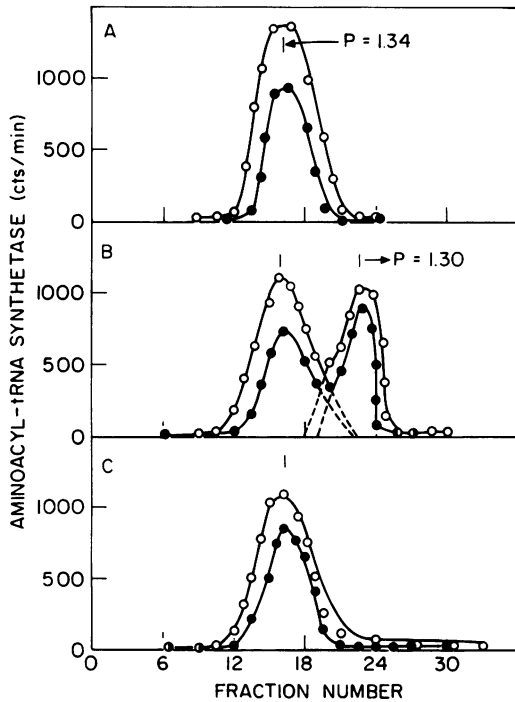 A
P = 1.34
1000
500
0
B
P = 1.30
1000
500
0
C
1000
500
0
0 6 12 18 24 30
FRACTION NUMBER
AMINOACYL-tRNA SYNTHETASE (cts/min)